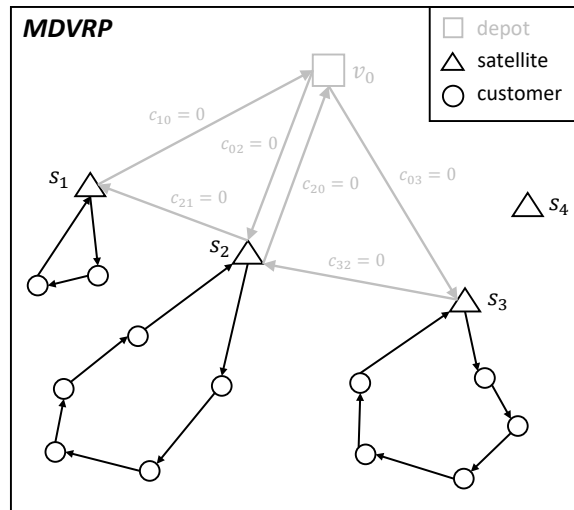 MDVRP
depot
satellite
customer
v₀
c₁₀ = 0
c₀₂ = 0
c₂₀ = 0
c₀₃ = 0
s₁
c₂₁ = 0
s₄
s₂
c₃₂ = 0
s₃